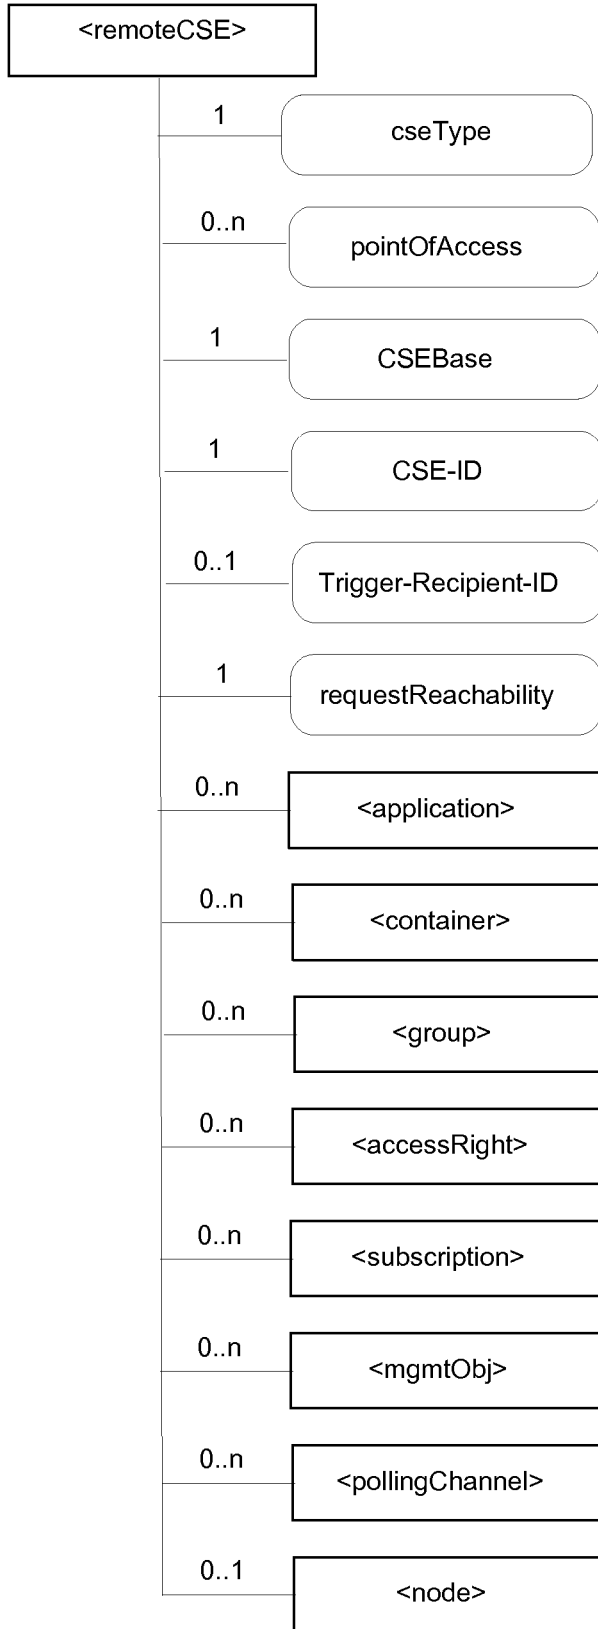 <remoteCSE>
1
cseType
0..n
pointOfAccess
1
CSEBase
1
CSE-ID
0..1
Trigger-Recipient-ID
1
requestReachability
0..n
<application>
0..n
<container>
0..n
<group>
0..n
<accessRight>
0..n
<subscription>
0..n
<mgmtObj>
0..n
<pollingChannel>
0..1
<node>